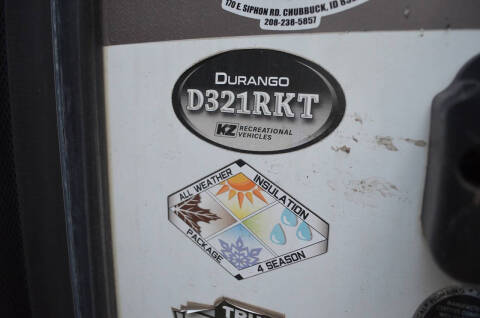 170 E. SIPHON RD. CHUBBUCK, ID
208-238-5857
DURANGO
D321RKT
KZ RECREATIONAL
VEHICLES
ALL WEATHER
INSULATION
PACKAGE
4 SEASON